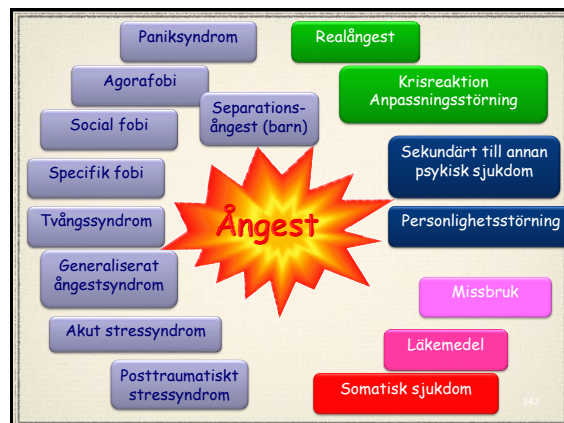 Paniksyndrom
Realångest
Agorafobi
Krisreaktion
Anpassningsstörning
Separations-
ångest (barn)
Social fobi
Sekundärt till annan
psykisk sjukdom
Specifik fobi
Tvångssyndrom
Ångest
Personlighetsstörning
Generaliserat
ångestsyndrom
Missbruk
Akut stressyndrom
Läkemedel
Posttraumatiskt
stressyndrom
Somatisk sjukdom
343